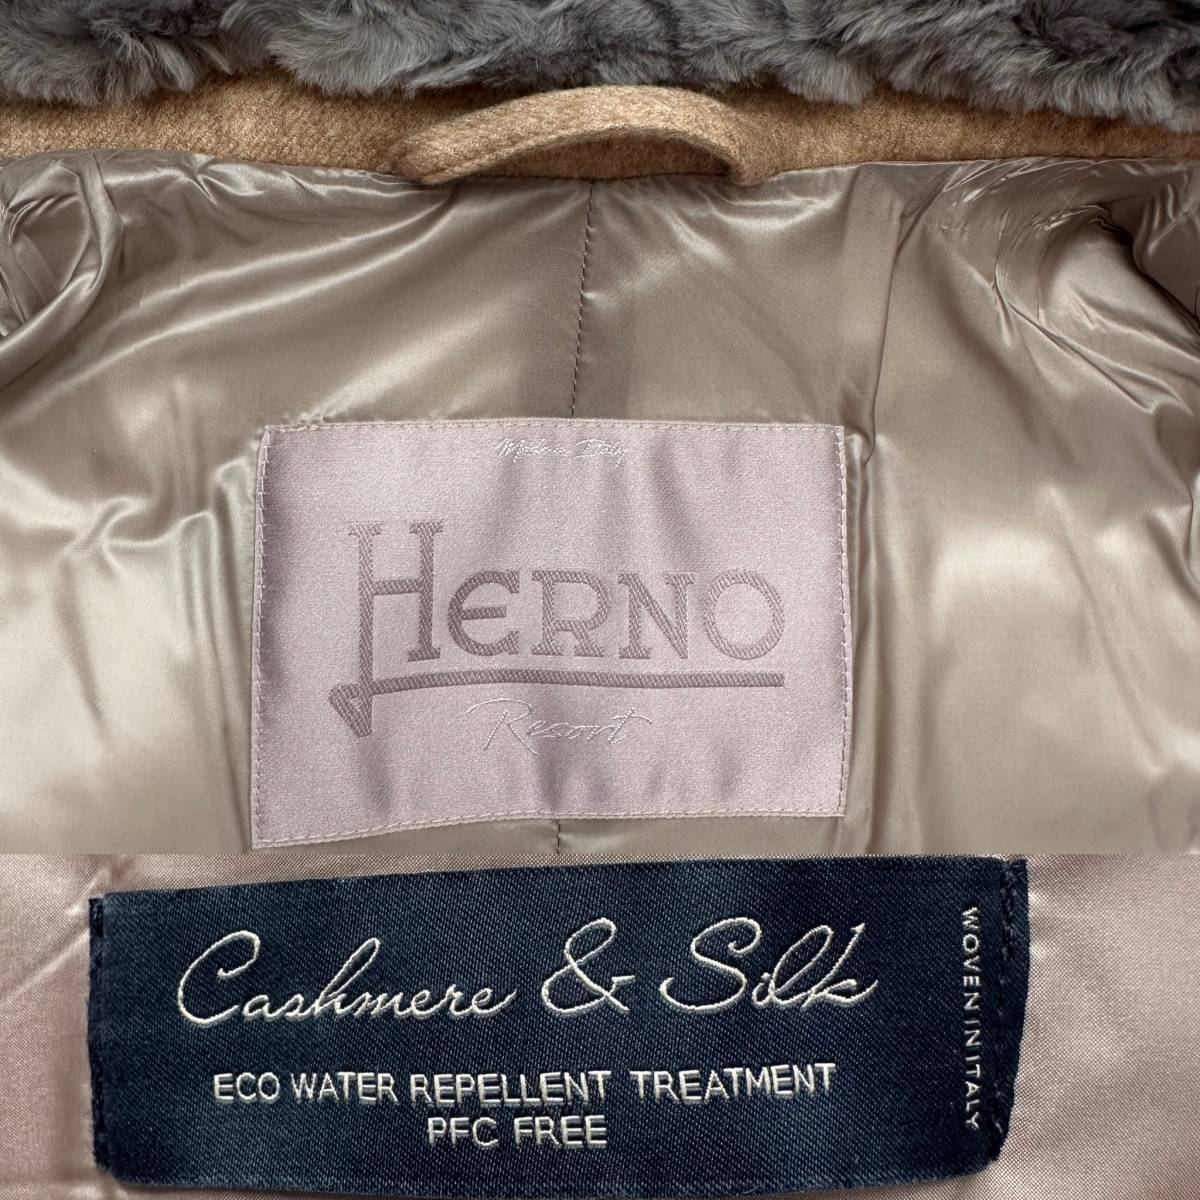 Made in Italy
HERNO
Resort
Cashmere & Silk
ECO WATER REPELLENT TREATMENT
PFC FREE
WOVEN IN ITALY